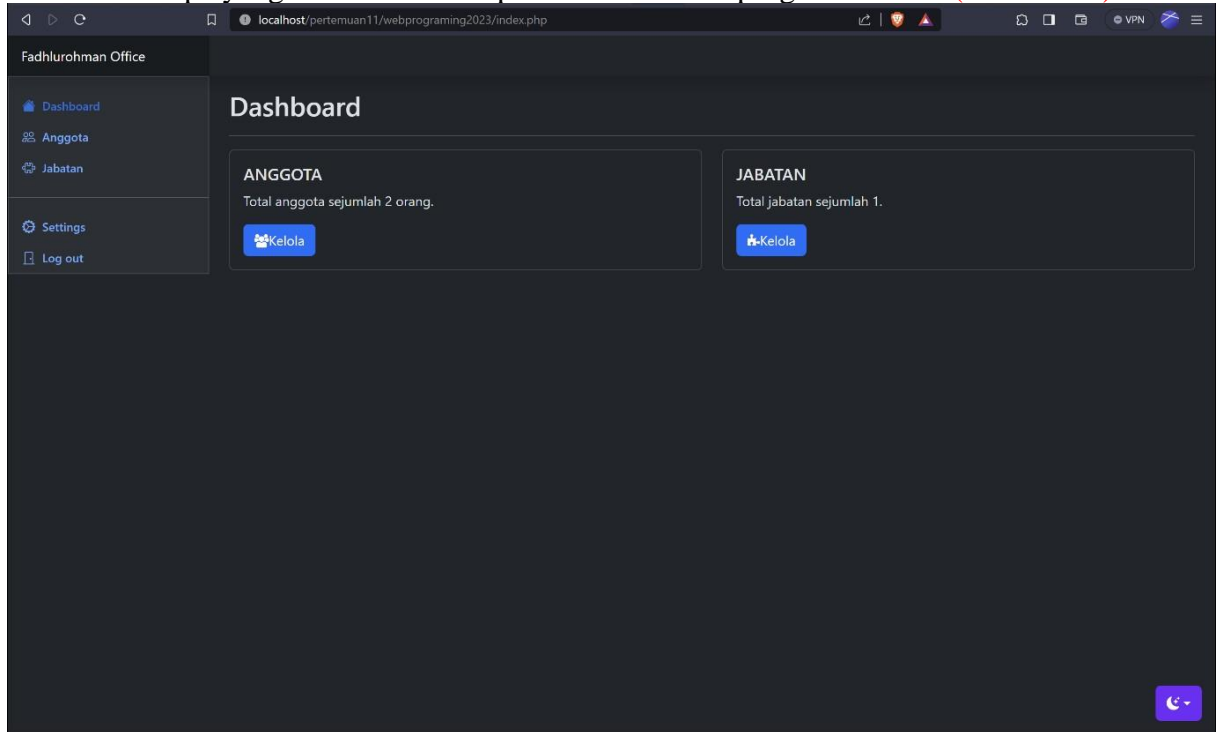 localhost/pertemuan11/webprograming2023/index.php
VPN
Fadhlurohman Office
Dashboard
Anggota
Jabatan
Settings
Log out
Dashboard
ANGGOTA
Total anggota sejumlah 2 orang.
Kelola
JABATAN
Total jabatan sejumlah 1.
Kelola